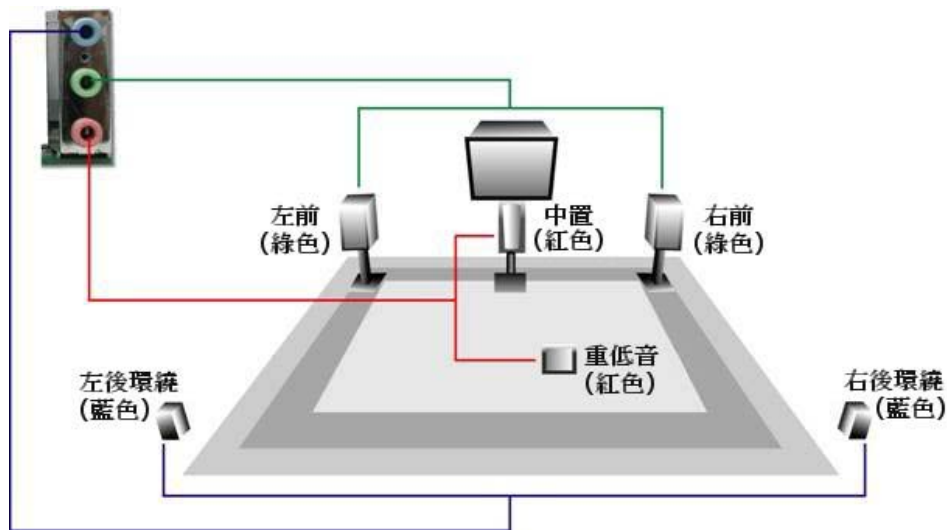 左前
(綠色)
中置
(紅色)
右前
(綠色)
重低音
(紅色)
左後環繞
(藍色)
右後環繞
(藍色)